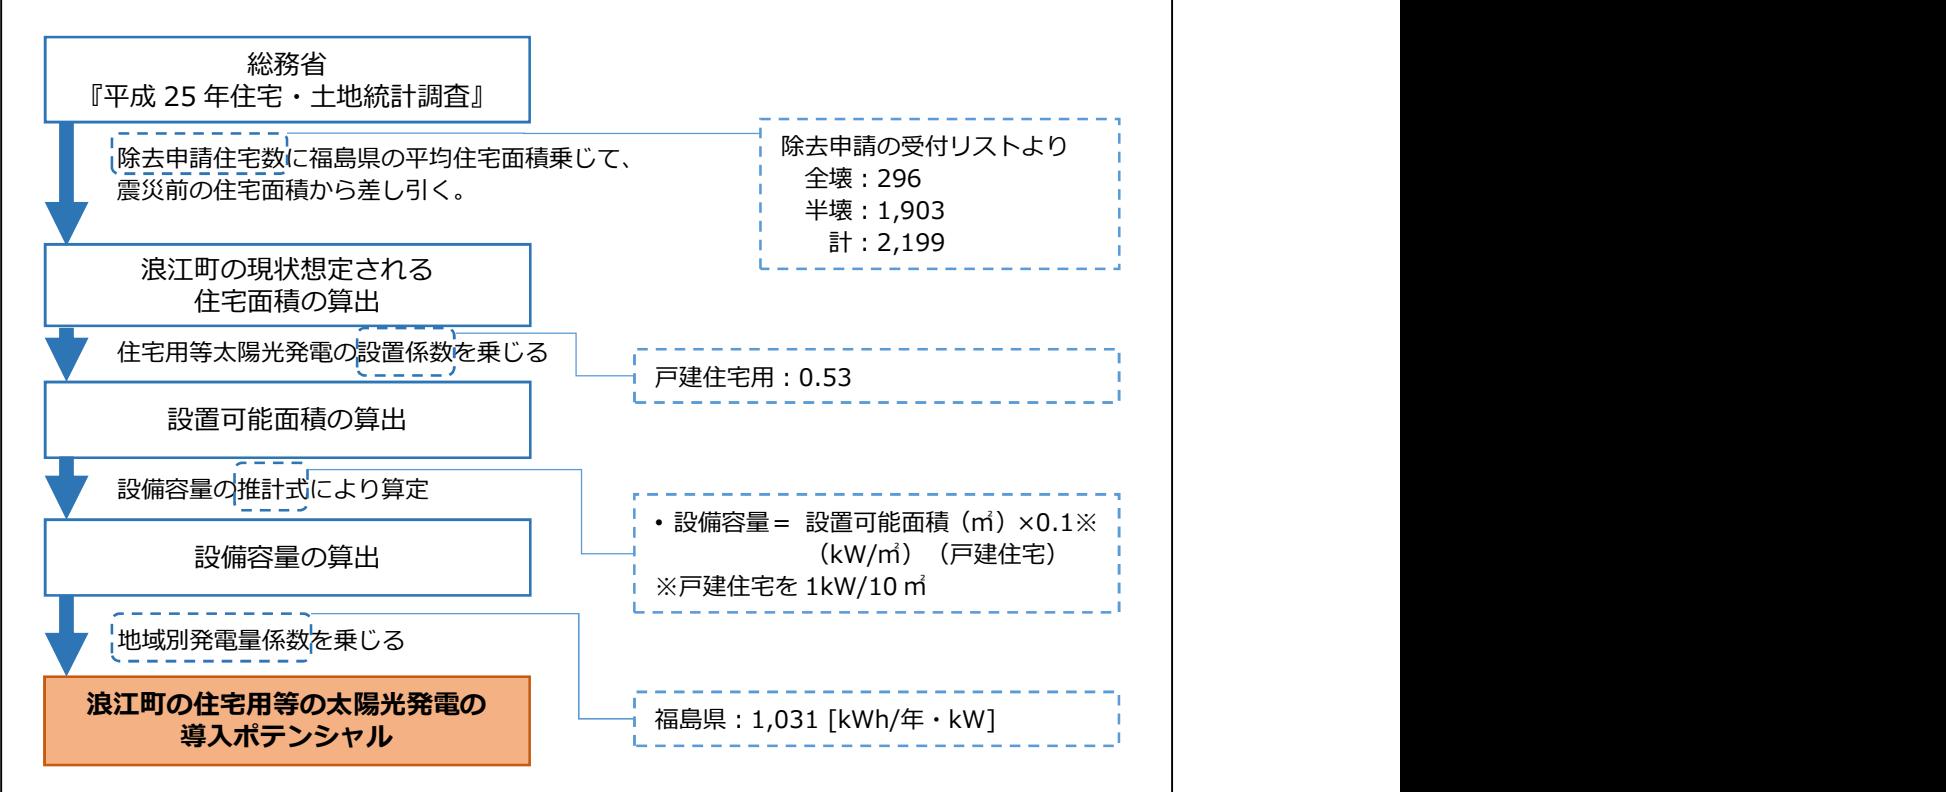 総務省
『平成 25 年住宅・土地統計調査』
除去申請住宅数に福島県の平均住宅面積乗じて、
震災前の住宅面積から差し引く。
除去申請の受付リストより
全壊：296
半壊：1,903
計：2,199
浪江町の現状想定される
住宅面積の算出
住宅用等太陽光発電の設置係数を乗じる
戸建住宅用：0.53
設置可能面積の算出
設備容量の推計式により算定
• 設備容量＝ 設置可能面積（㎡）×0.1※
（kW/㎡）（戸建住宅）
※戸建住宅を 1kW/10 ㎡
設備容量の算出
地域別発電量係数を乗じる
福島県：1,031 [kWh/年・kW]
浪江町の住宅用等の太陽光発電の
導入ポテンシャル